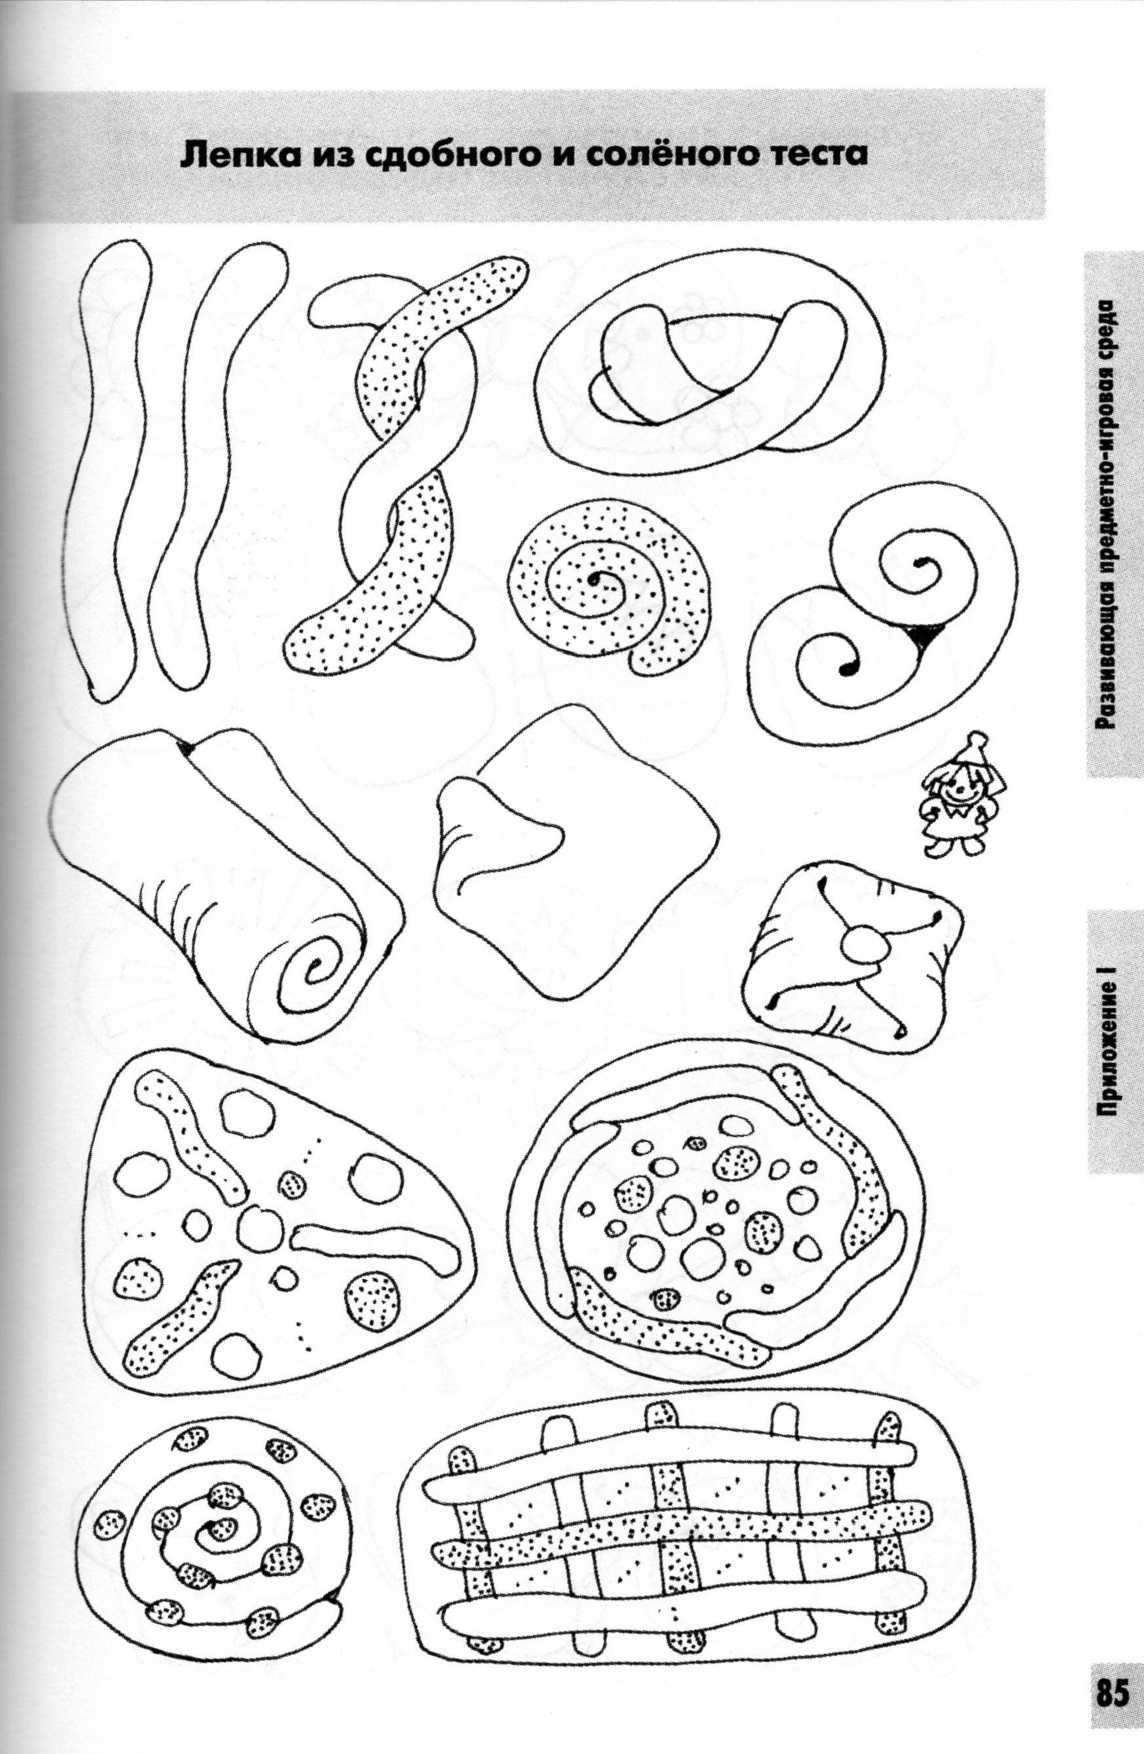 Лепка из сдобного и солёного теста
Развивающая предметно-игровая среда
Приложение I
85